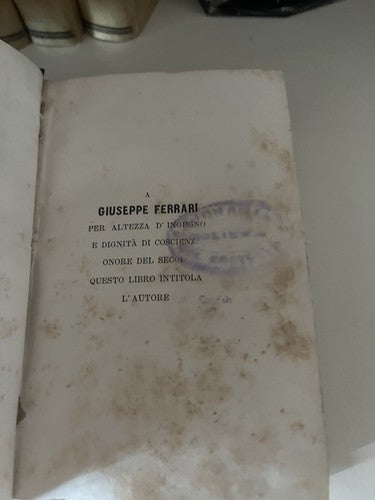 A
GIUSEPPE FERRARI
PER ALTEZZA D'INGEGNO
E DIGNITÀ DI COSCIENZ
ONORE DEL SECOL
QUESTO LIBRO INTITOLA
L'AUTORE